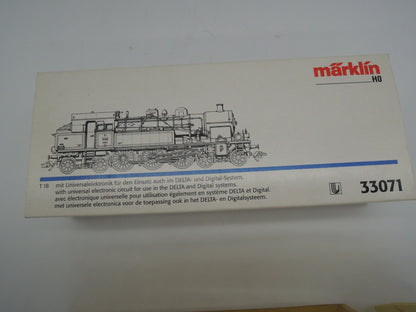 märklin
HO
T 18 mit Universalelektronik für den Einsatz auch im DELTA- und Digital-System.
with universal electronic circuit for use in the DELTA and Digital systems.
avec électronique universelle pour utilisation également en système DELTA et Digital.
met universele electronica voor de toepassing ook in het DELTA- en Digitalsysteem.
33071